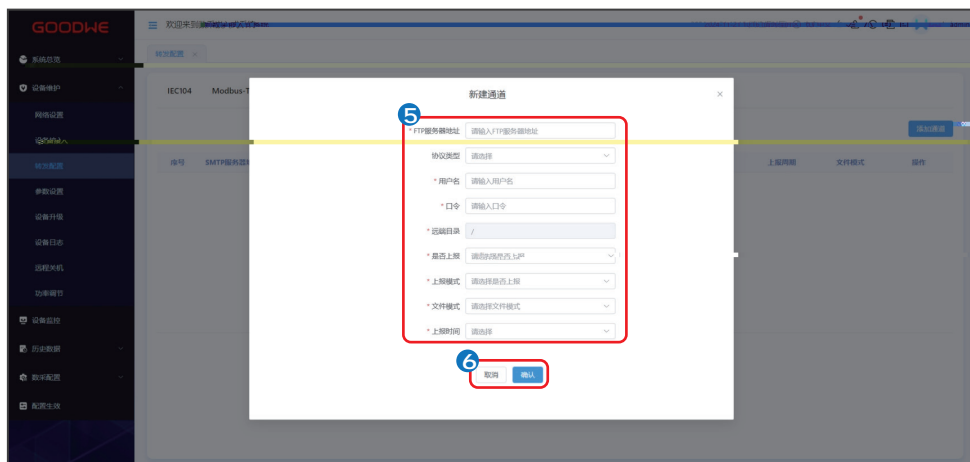 GOODWE
欢迎来到
系统总览
转发配置 ×
设备维护
IEC104 Modbus-T
新建通道
×
5
网络设置
* FTP服务器地址 请输入FTP服务器地址
添加通道
序号 SMTP服务器地
协议类型 请选择
上报周期 文件模式 操作
转发配置
* 用户名 请输入用户名
参数设置
* 口令 请输入口令
设备升级
* 远端目录 /
设备日志
* 是否上报
远程关机
* 上报模式 请选择是否上报
功率调节
* 文件模式 请选择文件模式
设备监控
* 上报时间 请选择
历史数据
6
取消 确认
数采配置
配置生效